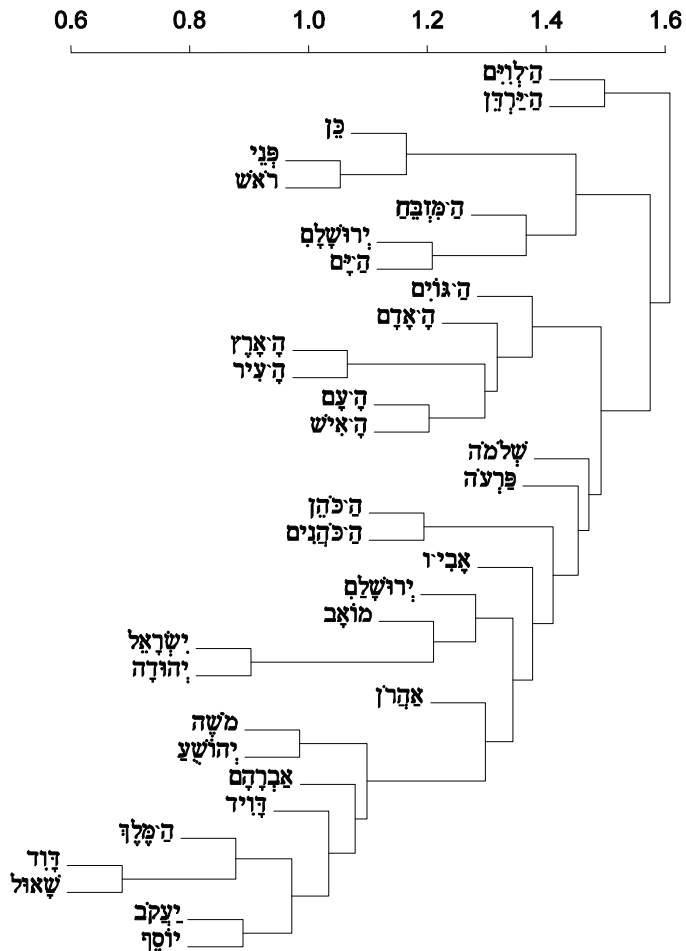 0.6 0.8 1.0 1.2 1.4 1.6
הַ־לְוִיִּם
הַ־יַּרְדֵּן
כֵּן
פְּנֵי
רֹאשׁ
הַ־מִּזְבֵּחַ
יְרוּשָׁלָםִ
הַ־יָּם
הַ־גּוֹיִם
הָ־אָדָם
הָ־אָרֶץ
הָ־עִיר
הָ־עָם
הָ־אִישׁ
שְׁלֹמֹה
פַּרְעֹה
הַ־כֹּהֵן
הַ־כֹּהֲנִים
אָבִי־ו
יְרוּשָׁלִַם
מוֹאָב
יִשְׂרָאֵל
יְהוּדָה
אַהֲרֹן
מֹשֶׁה
יְהוֹשֻׁעַ
אַבְרָהָם
דָּוִיד
הַ־מֶּלֶךְ
דָּוִד
שָׁאוּל
יַעֲקֹב
יוֹסֵף